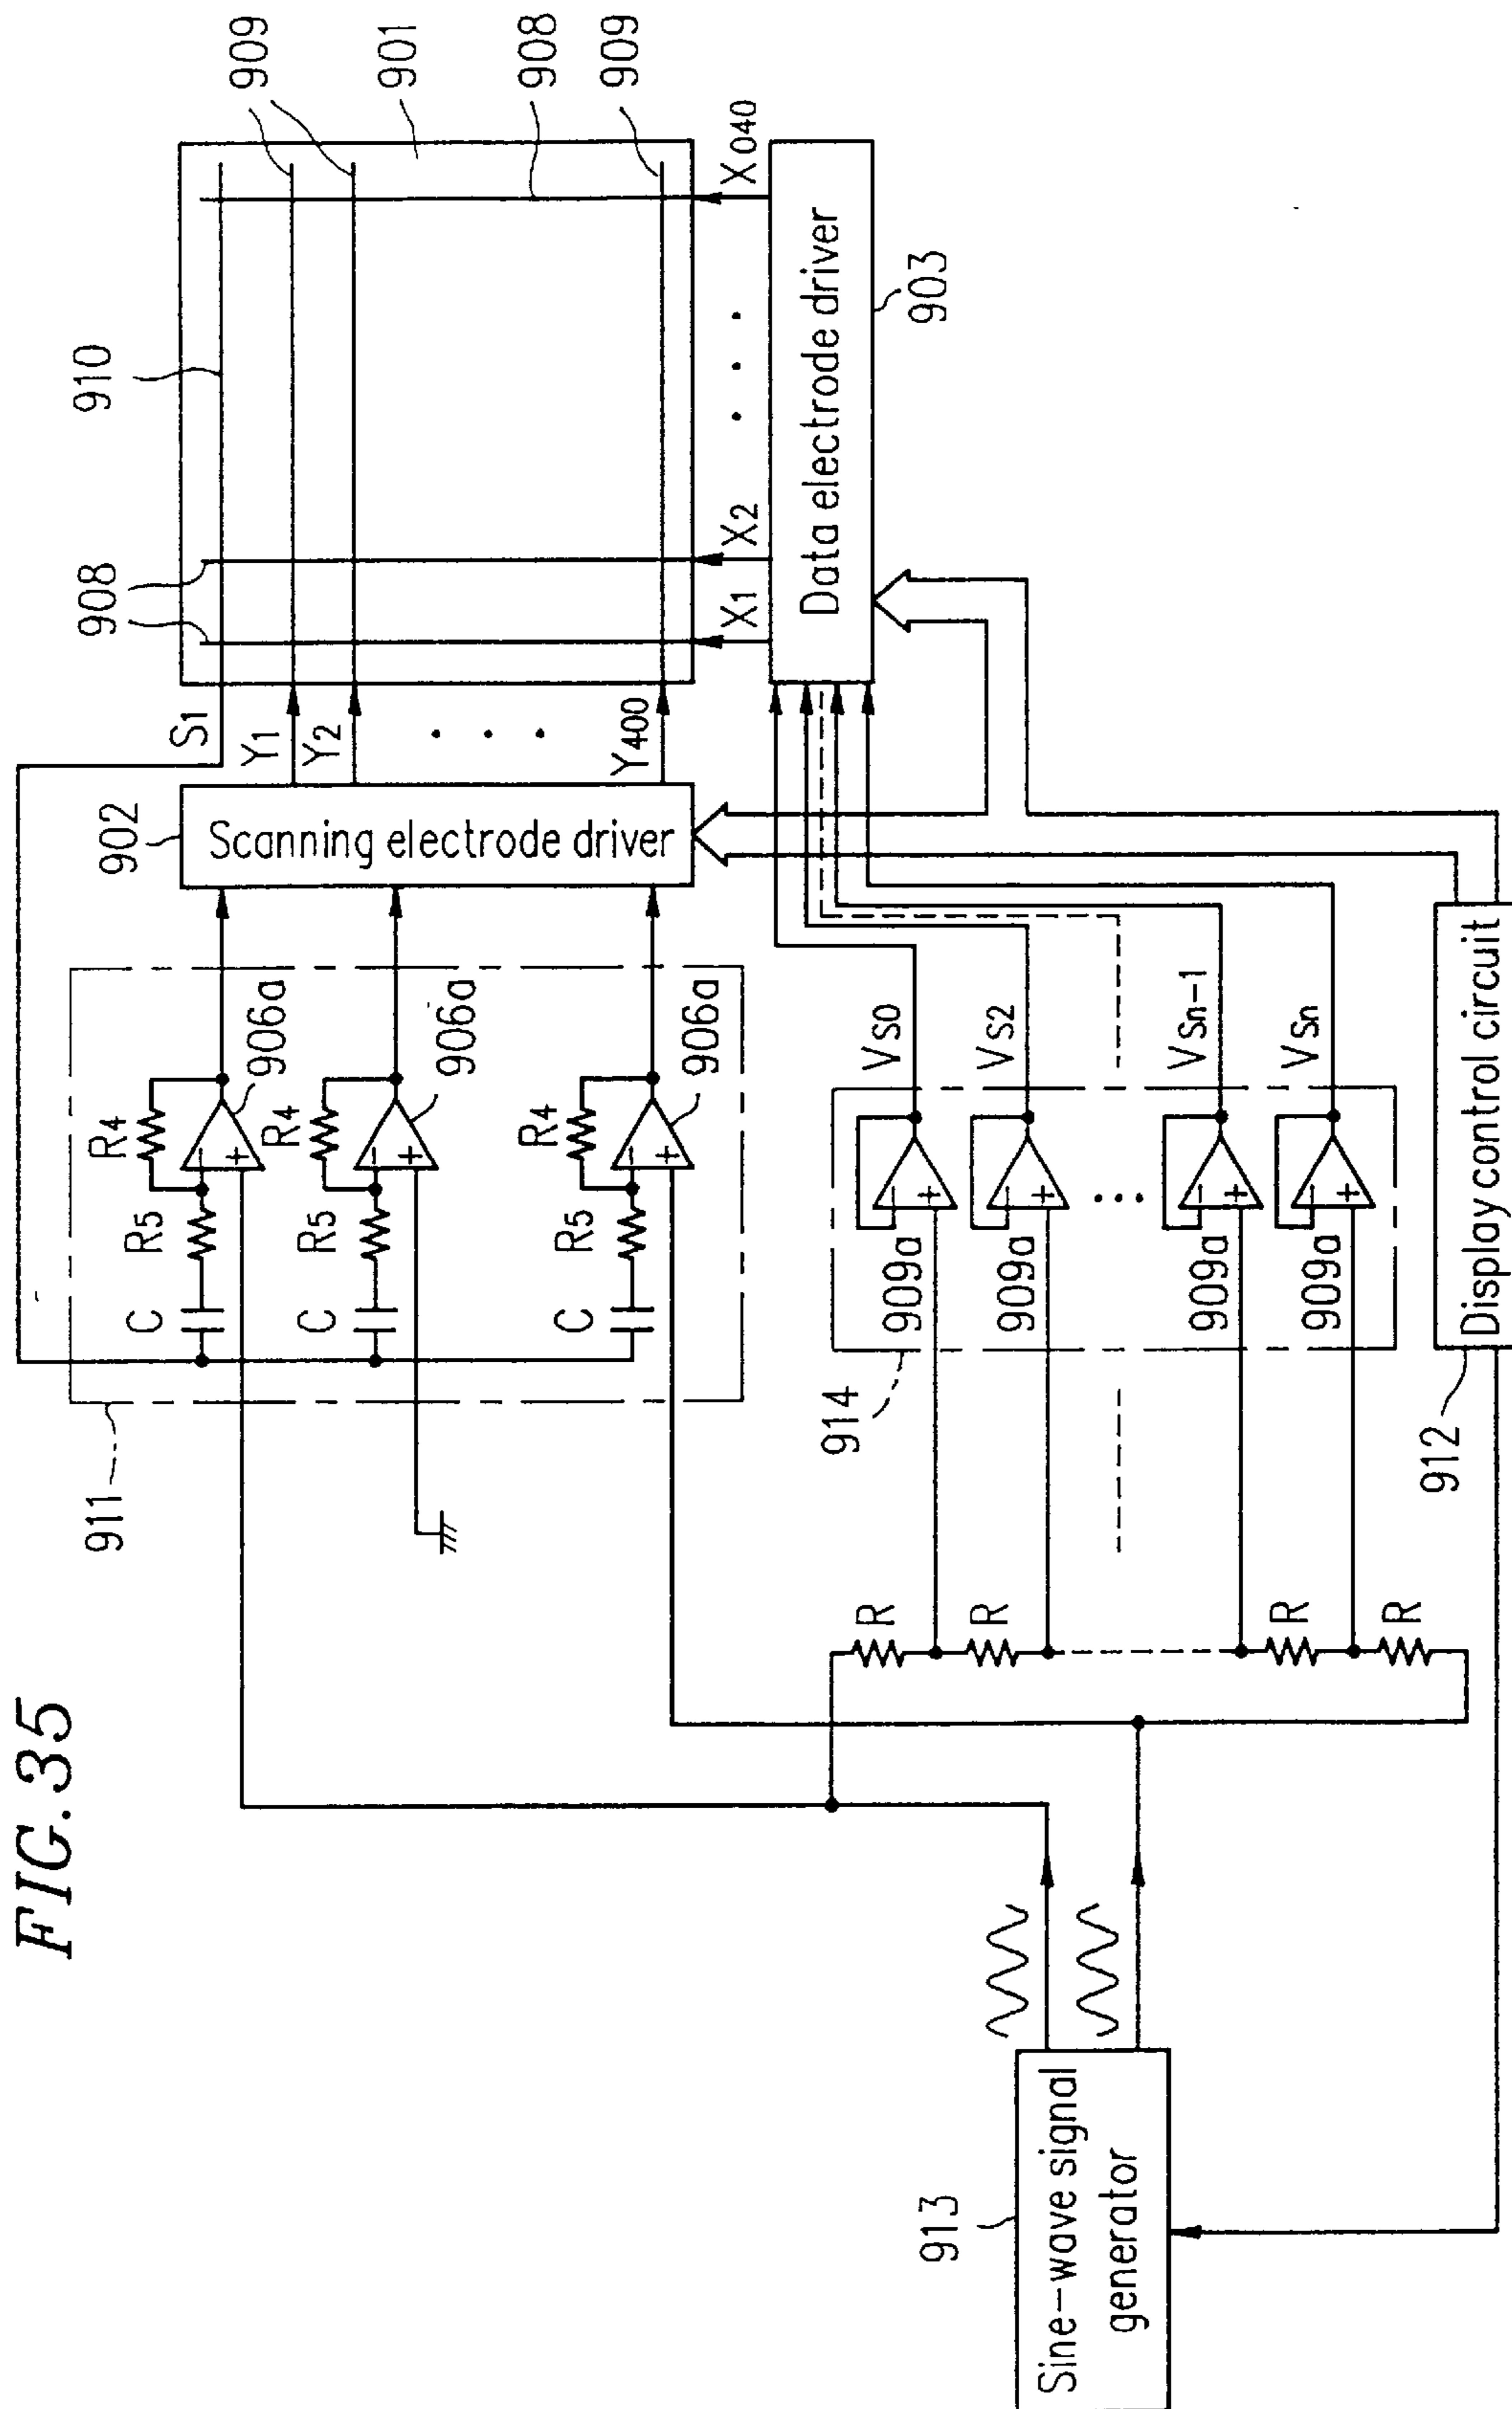 FIG.35
911
C
R5
R4
906a
C
R5
R4
906a
C
R5
R4
906a
902
Scanning electrode driver
S1
Y1
Y2
Y400
910
908
909
901
908
909
X1
X2
X040
Data electrode driver
903
913
Sine-wave signal
generator
R
R
R
R
914
909a
909a
909a
909a
VS0
VS2
VSn-1
VSn
912
Display control circuit
- +
- +
- +
- +
- +
- +
- +